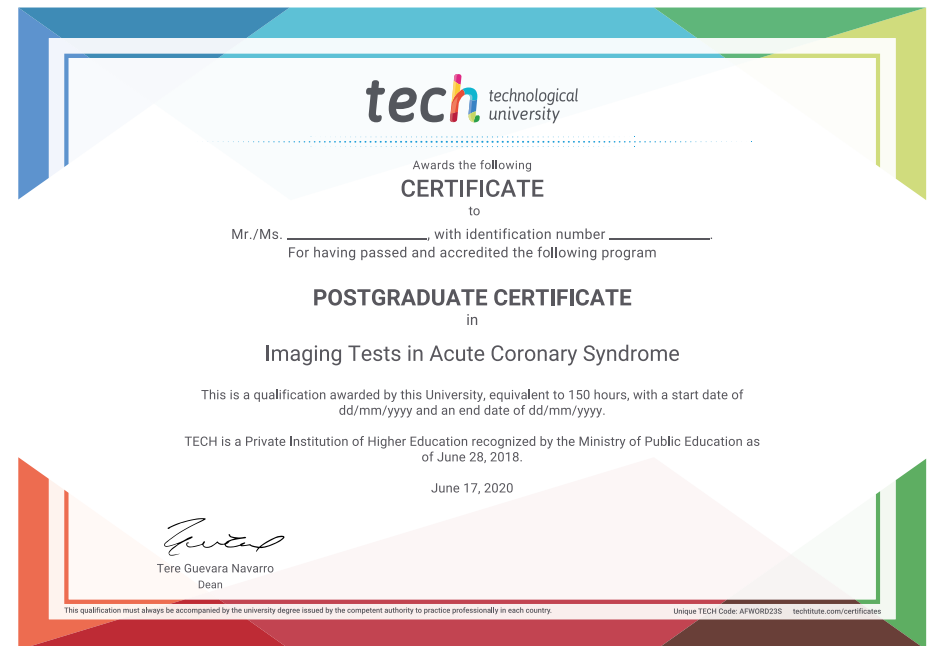 tech technological
university
Awards the following
CERTIFICATE
to
Mr./Ms. ____________________, with identification number ______________.
For having passed and accredited the following program
POSTGRADUATE CERTIFICATE
in
Imaging Tests in Acute Coronary Syndrome
This is a qualification awarded by this University, equivalent to 150 hours, with a start date of
dd/mm/yyyy and an end date of dd/mm/yyyy.
TECH is a Private Institution of Higher Education recognized by the Ministry of Public Education as
of June 28, 2018.
June 17, 2020
Tere Guevara Navarro
Dean
This qualification must always be accompanied by the university degree issued by the competent authority to practice professionally in each country.
Unique TECH Code: AFWORD23S techtitute.com/certificates